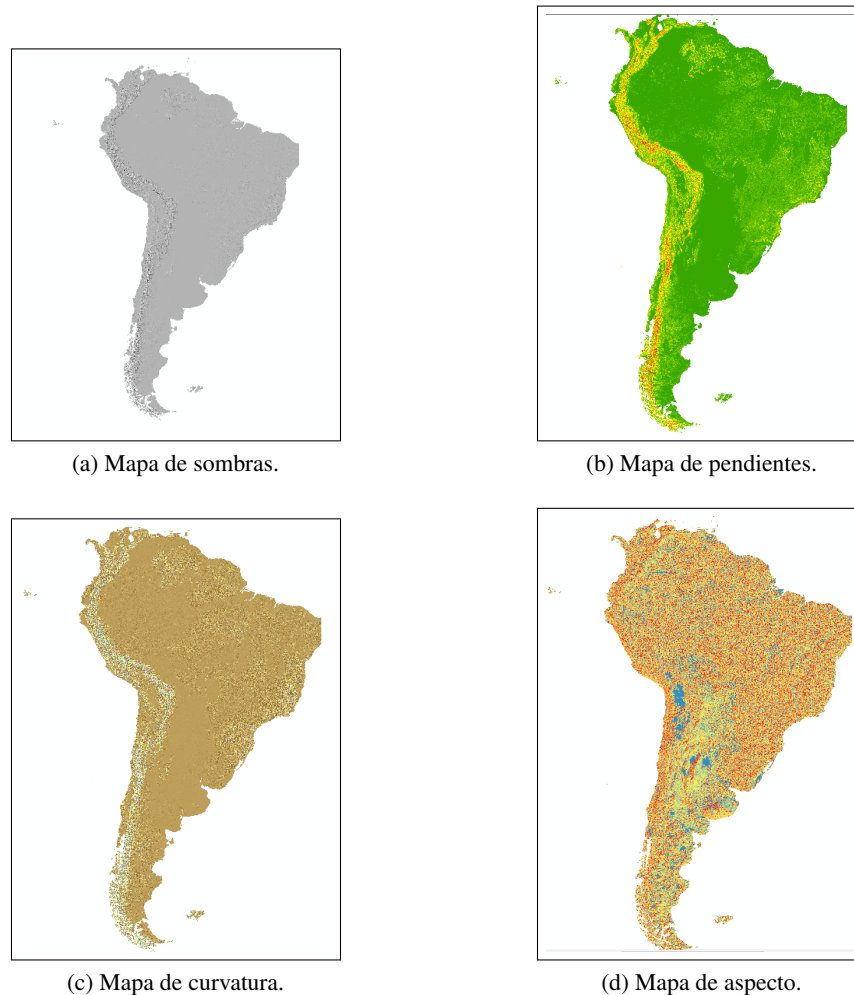 (a) Mapa de sombras.
(b) Mapa de pendientes.
(c) Mapa de curvatura.
(d) Mapa de aspecto.